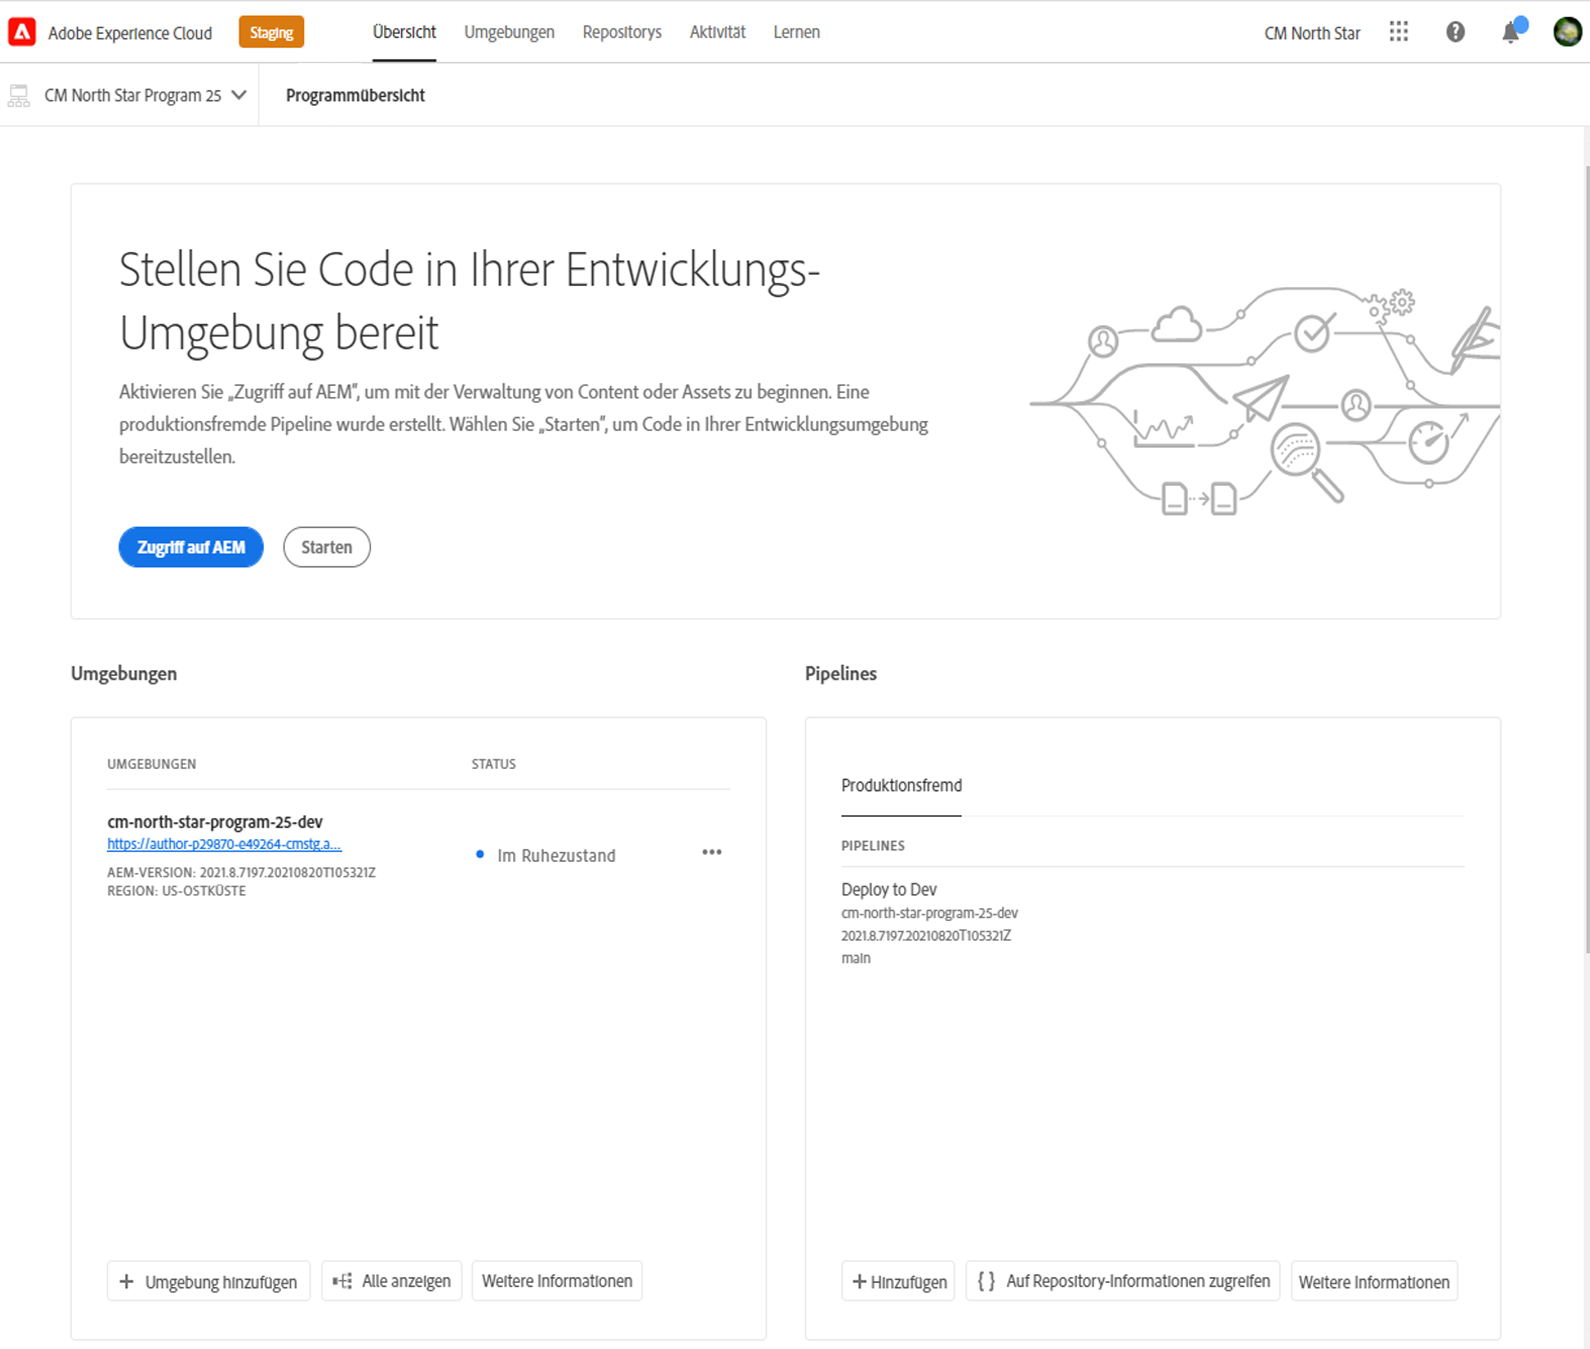 Adobe Experience Cloud
Staging
Übersicht
Umgebungen
Repositorys
Aktivität
Lernen
CM North Star
CM North Star Program 25
Programmübersicht
Stellen Sie Code in Ihrer Entwicklungs-
Umgebung bereit
Aktivieren Sie „Zugriff auf AEM“, um mit der Verwaltung von Content oder Assets zu beginnen. Eine
produktionsfremde Pipeline wurde erstellt. Wählen Sie „Starten“, um Code in Ihrer Entwicklungsumgebung
bereitzustellen.
Zugriff auf AEM
Starten
Umgebungen
UMGEBUNGEN
STATUS
cm-north-star-program-25-dev
https://author-p29870-e49264-cmstg.a...
AEM-VERSION: 2021.8.7197.20210820T105321Z
REGION: US-OSTKÜSTE
Im Ruhezustand
Umgebung hinzufügen
Alle anzeigen
Weitere Informationen
Pipelines
Produktionsfremd
PIPELINES
Deploy to Dev
cm-north-star-program-25-dev
2021.8.7197.20210820T105321Z
main
Hinzufügen
Auf Repository-Informationen zugreifen
Weitere Informationen